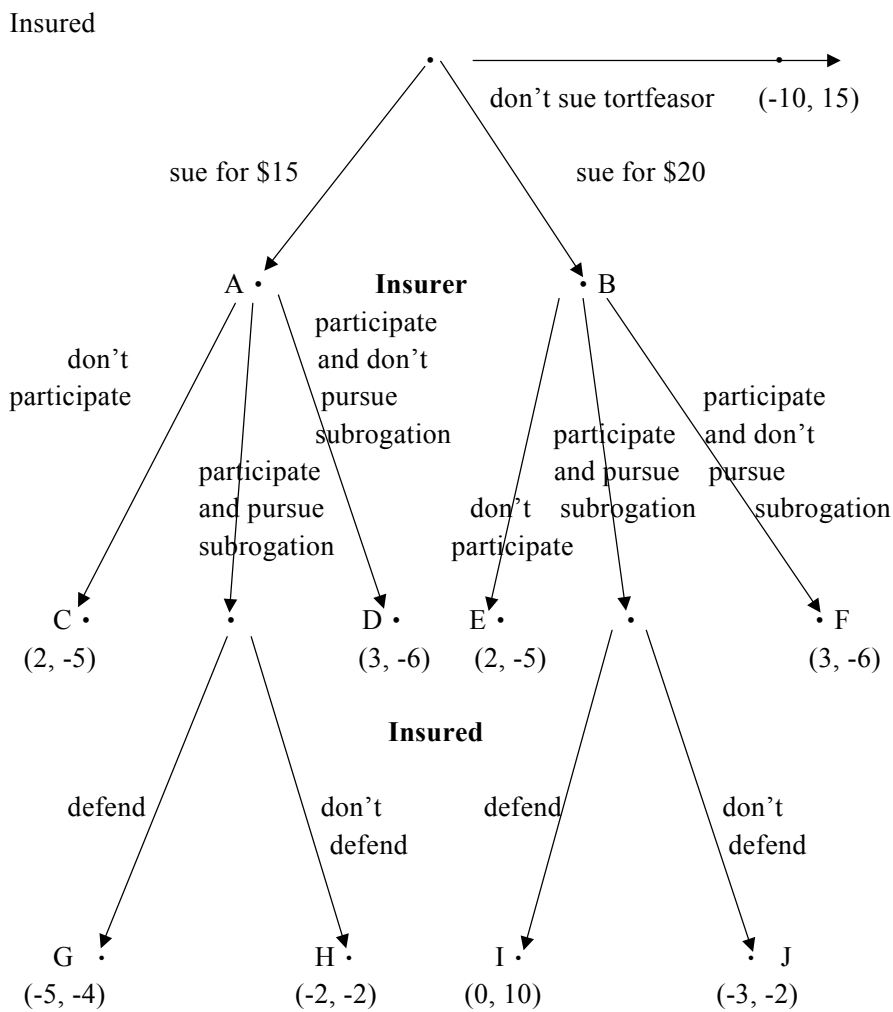 Insured
don't sue tortfeasor (-10, 15)
sue for $15
sue for $20
A
Insurer
B
don't
participate
participate
and don't
pursue
subrogation
participate
and pursue
subrogation
don't
participate
participate
and pursue
subrogation
participate
and don't
pursue
subrogation
C
(2, -5)
D
(3, -6)
E
(2, -5)
F
(3, -6)
Insured
defend
don't
defend
defend
don't
defend
G
(-5, -4)
H
(-2, -2)
I
(0, 10)
J
(-3, -2)